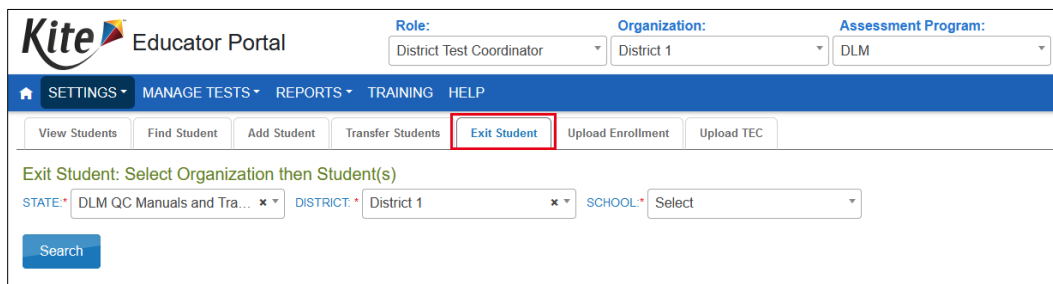 Kite Educator Portal
Role: Organization: Assessment Program:
District Test Coordinator District 1 DLM
SETTINGS MANAGE TESTS REPORTS TRAINING HELP
View Students Find Student Add Student Transfer Students Exit Student Upload Enrollment Upload TEC
Exit Student: Select Organization then Student(s)
STATE:* DLM QC Manuals and Tra... × DISTRICT: * District 1 × SCHOOL:* Select
Search